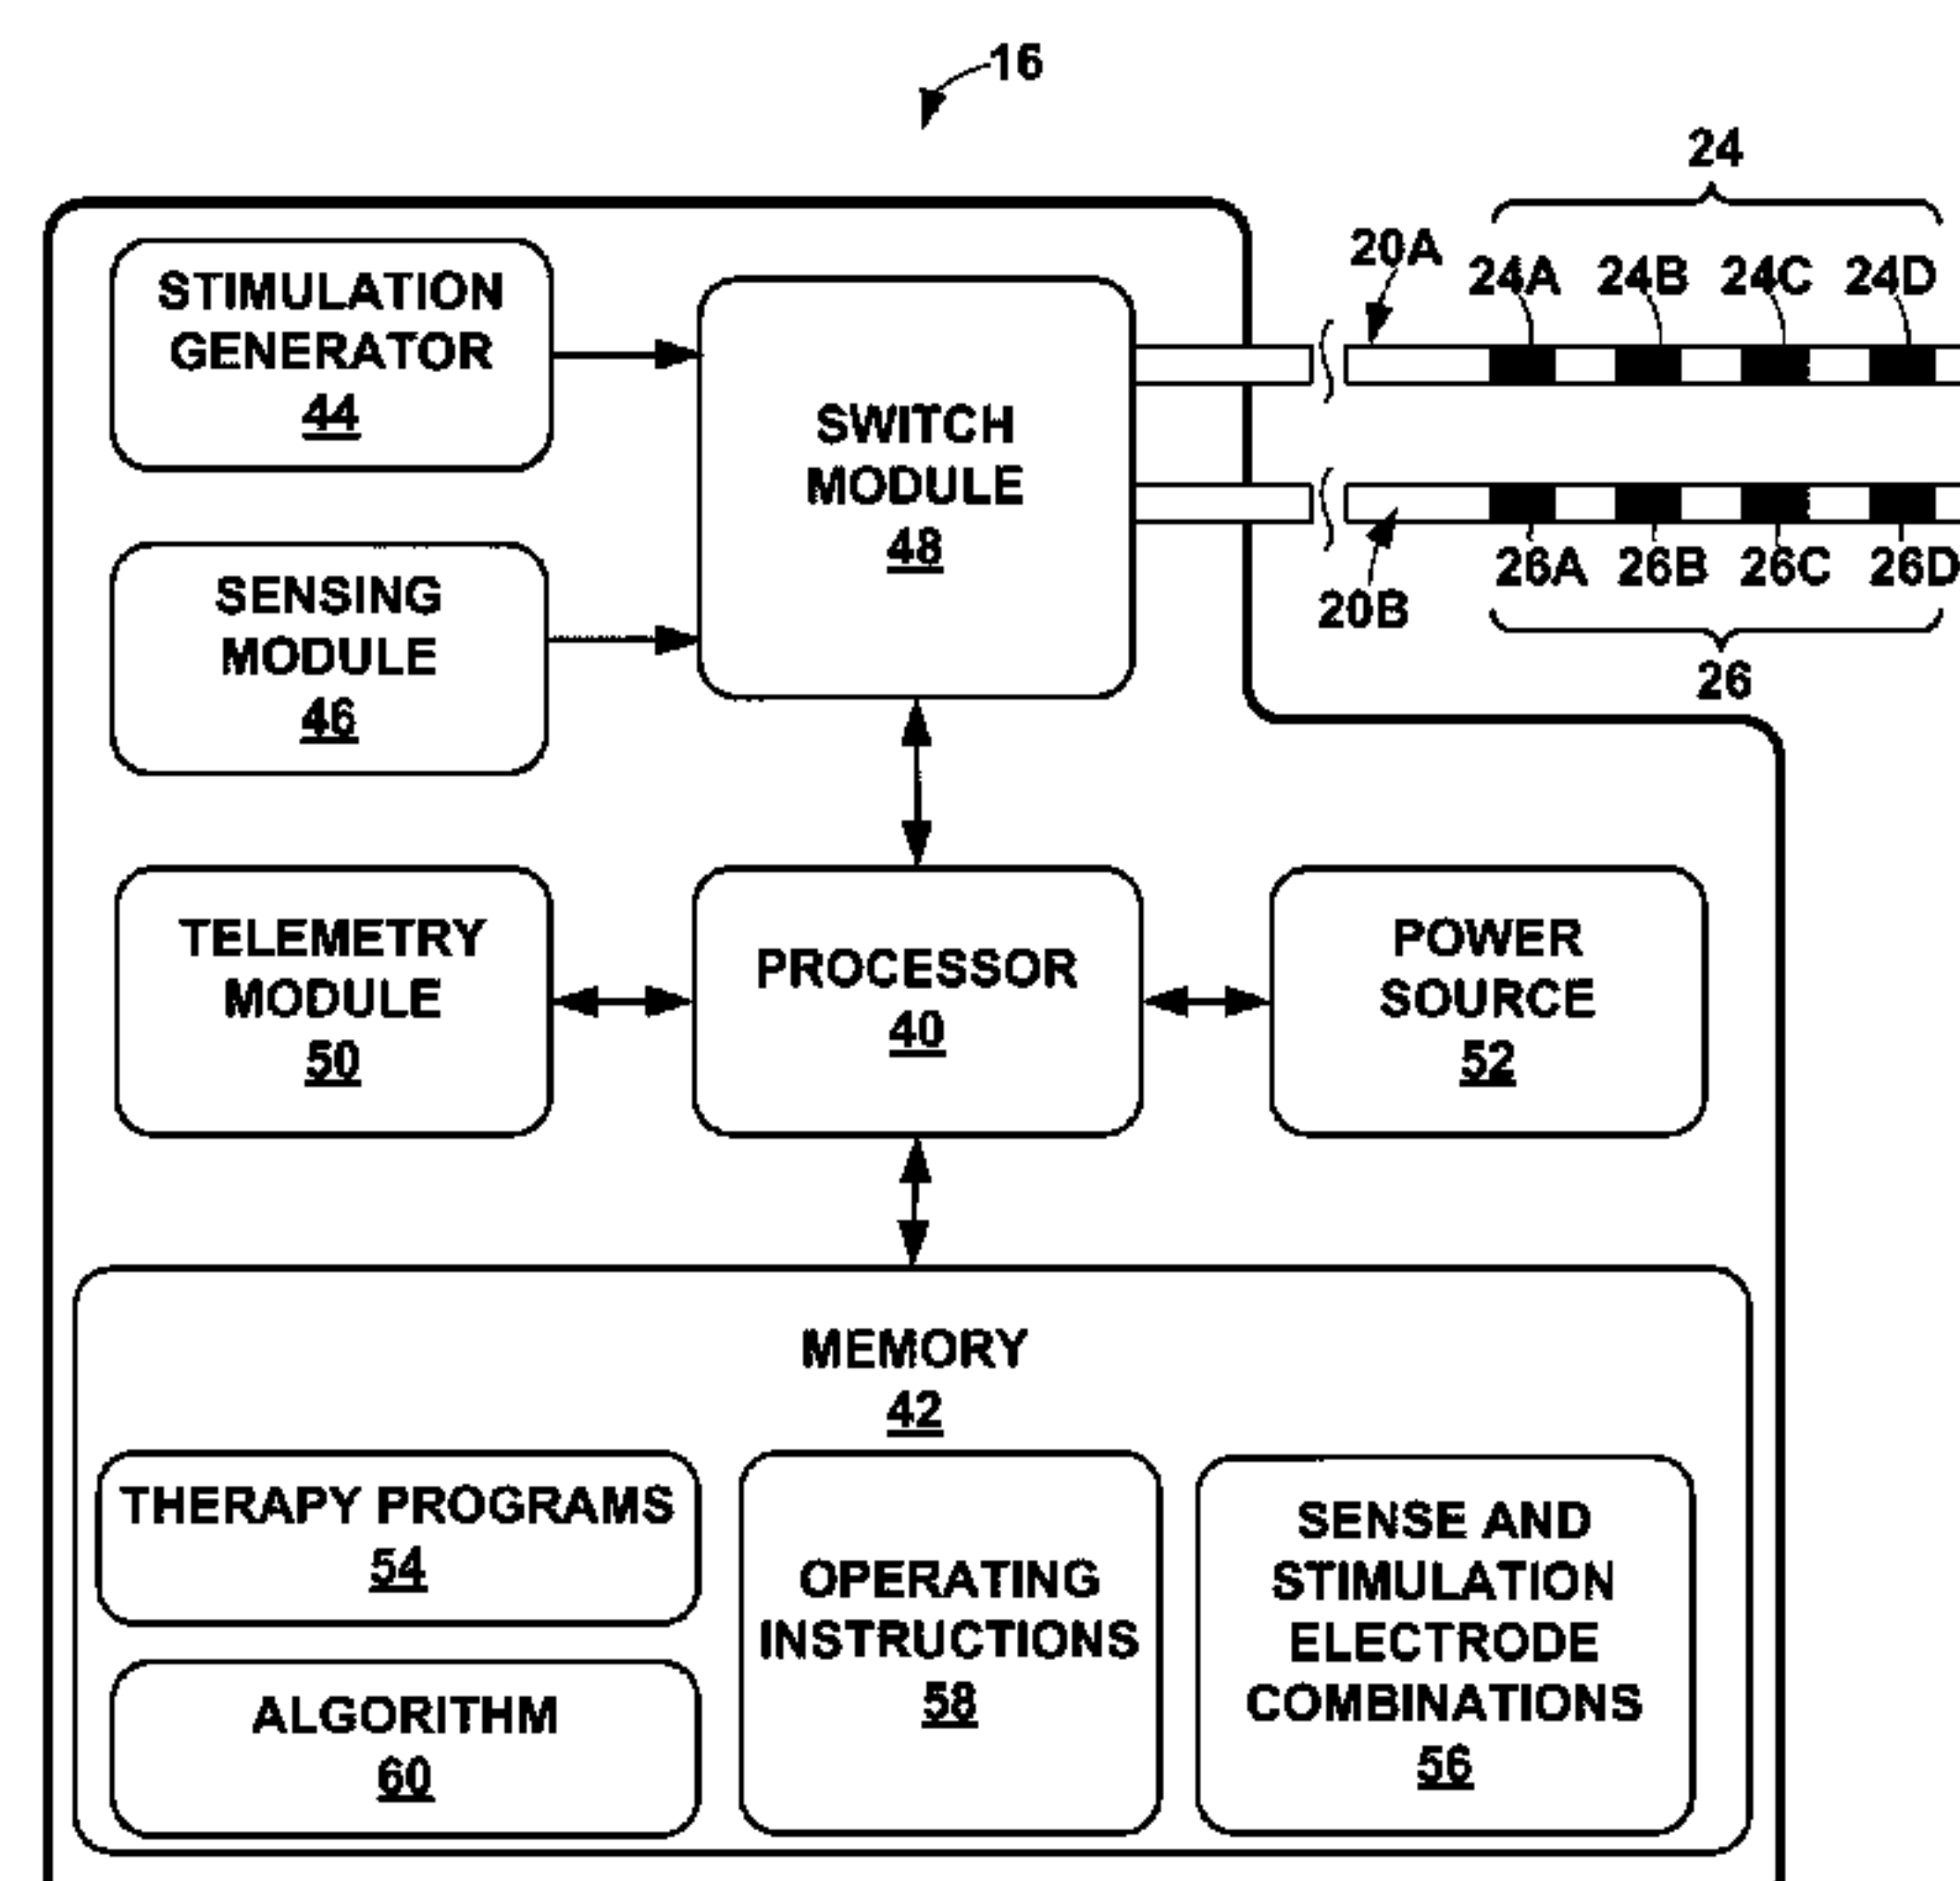 16
24
20A
24A 24B 24C 24D
STIMULATION
GENERATOR
44
SWITCH
MODULE
48
SENSING
MODULE
46
26A 26B 26C 26D
20B
26
TELEMETRY
MODULE
50
PROCESSOR
40
POWER
SOURCE
52
MEMORY
42
THERAPY PROGRAMS
54
ALGORITHM
60
OPERATING
INSTRUCTIONS
58
SENSE AND
STIMULATION
ELECTRODE
COMBINATIONS
56